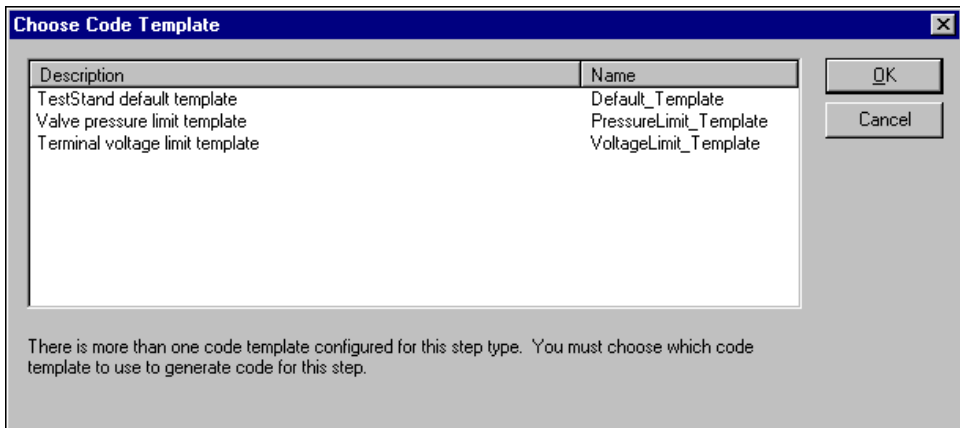 Choose Code Template
Description Name
TestStand default template Default_Template
Valve pressure limit template PressureLimit_Template
Terminal voltage limit template VoltageLimit_Template
OK
Cancel
There is more than one code template configured for this step type.  You must choose which code
template to use to generate code for this step.